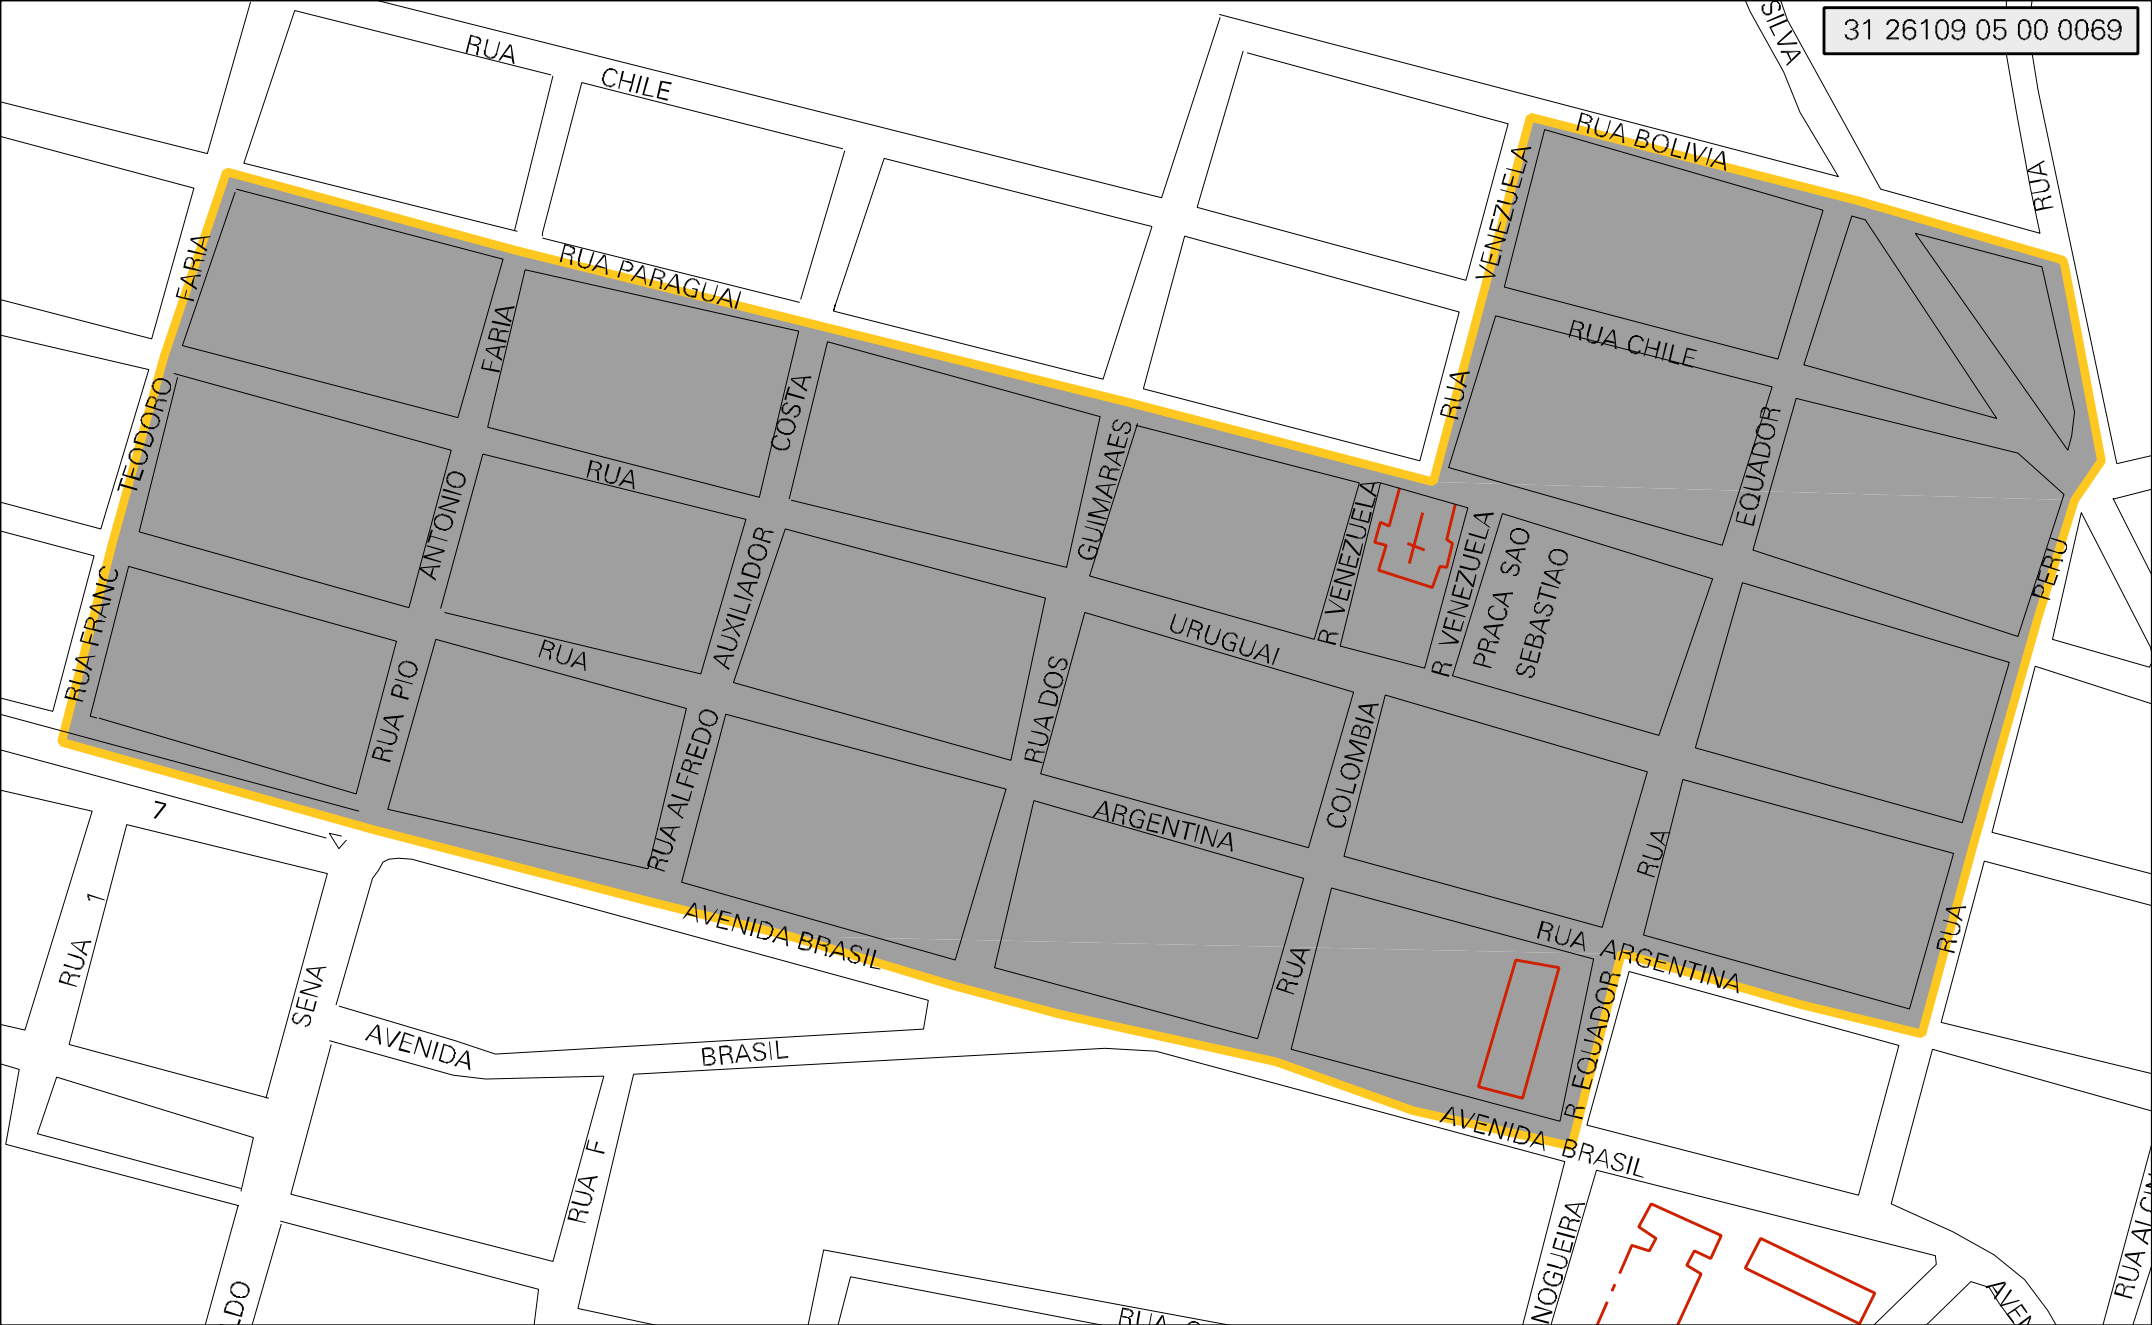 31 26109 05 00 0069
SILVA
RUA
CHILE
RUA BOLIVIA
RUA
VENEZUELA
RUA
FARIA
RUA PARAGUAI
FARIA
RUA CHILE
TEODORO
COSTA
EQUADOR
RUA
ANTONIO
GUIMARAES
R VENEZUELA
R VENEZUELA
PRACA SAO
SEBASTIAO
PERU
RUA FRANC
AUXILIADOR
URUGUAI
RUA
RUA PIO
RUA DOS
COLOMBIA
RUA ALFREDO
7
ARGENTINA
RUA
RUA 1
AVENIDA BRASIL
RUA ARGENTINA
RUA
RUA
SENA
R EQUADOR
AVENIDA
BRASIL
AVENIDA BRASIL
RUA F
NOGUEIRA
RUA
AVEN
RUA